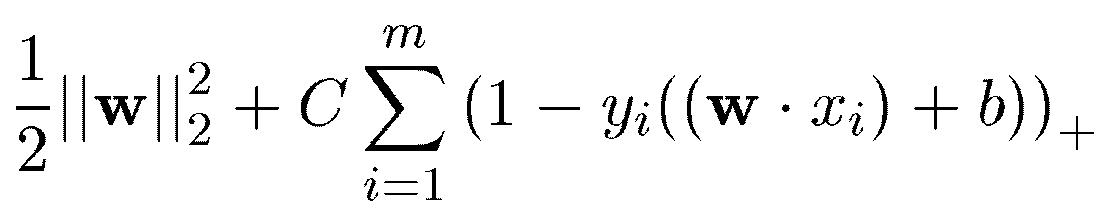 \frac{1}{2}||\mathbf{w}||_2^2 + C \sum_{i=1}^{m} (1 - y_i((\mathbf{w} \cdot x_i) + b))_+